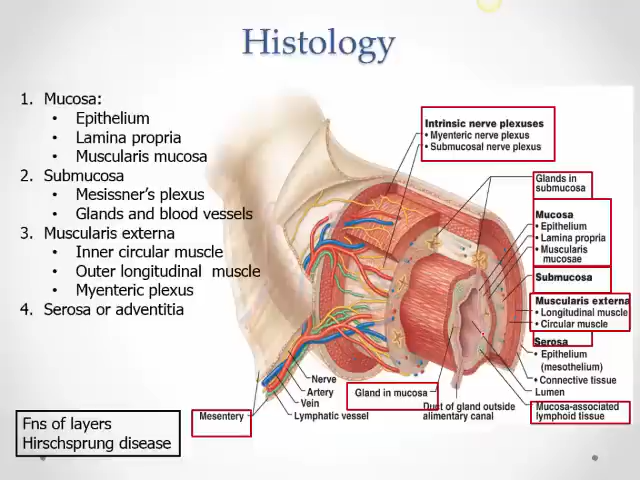 Histology
1. Mucosa:
• Epithelium
• Lamina propria
• Muscularis mucosa
2. Submucosa
• Mesissner's plexus
• Glands and blood vessels
3. Muscularis externa
• Inner circular muscle
• Outer longitudinal muscle
• Myenteric plexus
4. Serosa or adventitia
Fns of layers
Hirschsprung disease
Intrinsic nerve plexuses
• Myenteric nerve plexus
• Submucosal nerve plexus
Glands in
submucosa
Mucosa
• Epithelium
• Lamina propria
• Muscularis
mucosae
Submucosa
Muscularis externa
• Longitudinal muscle
• Circular muscle
Serosa
• Epithelium
(mesothelium)
• Connective tissue
Lumen
Mucosa-associated
lymphoid tissue
Nerve
Artery
Vein
Lymphatic vessel
Mesentery
Gland in mucosa
Duct of gland outside
alimentary canal